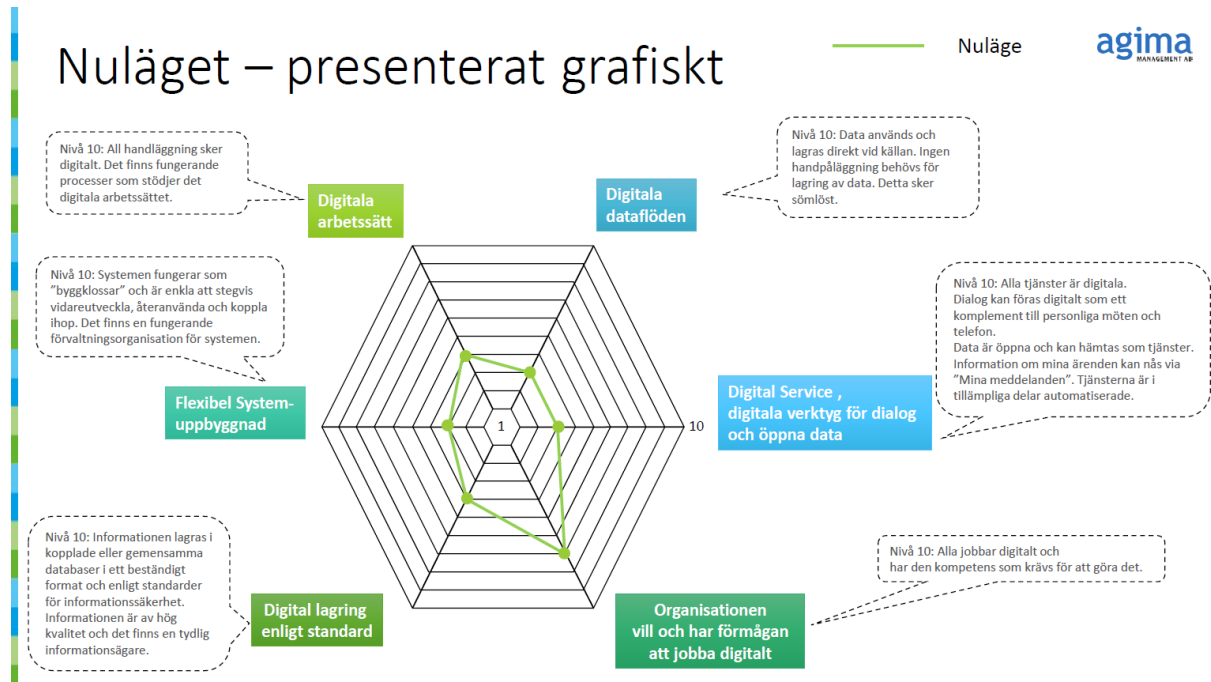 Nuläget – presenterat grafiskt
Nuläge
agima
MANAGEMENT AB
Nivå 10: All handläggning sker
digitalt. Det finns fungerande
processer som stödjer det
digitala arbetssättet.
Digitala
arbetssätt
Digitala
dataflöden
Nivå 10: Data används och
lagras direkt vid källan. Ingen
handpåläggning behövs för
lagring av data. Detta sker
sömlöst.
Nivå 10: Systemen fungerar som
”byggklossar” och är enkla att stegvis
vidareutveckla, återanvända och koppla
ihop. Det finns en fungerande
förvaltningsorganisation för systemen.
Flexibel System-
uppbyggnad
1
10
Digital Service ,
digitala verktyg för dialog
och öppna data
Nivå 10: Alla tjänster är digitala.
Dialog kan föras digitalt som ett
komplement till personliga möten och
telefon.
Data är öppna och kan hämtas som tjänster.
Information om mina ärenden kan nås via
”Mina meddelanden”. Tjänsterna är i
tillämpliga delar automatiserade.
Nivå 10: Informationen lagras i
kopplade eller gemensamma
databaser i ett beständigt
format och enligt standarder
för informationssäkerhet.
Informationen är av hög
kvalitet och det finns en tydlig
informationsägare.
Digital lagring
enligt standard
Organisationen
vill och har förmågan
att jobba digitalt
Nivå 10: Alla jobbar digitalt och
har den kompetens som krävs för att göra det.